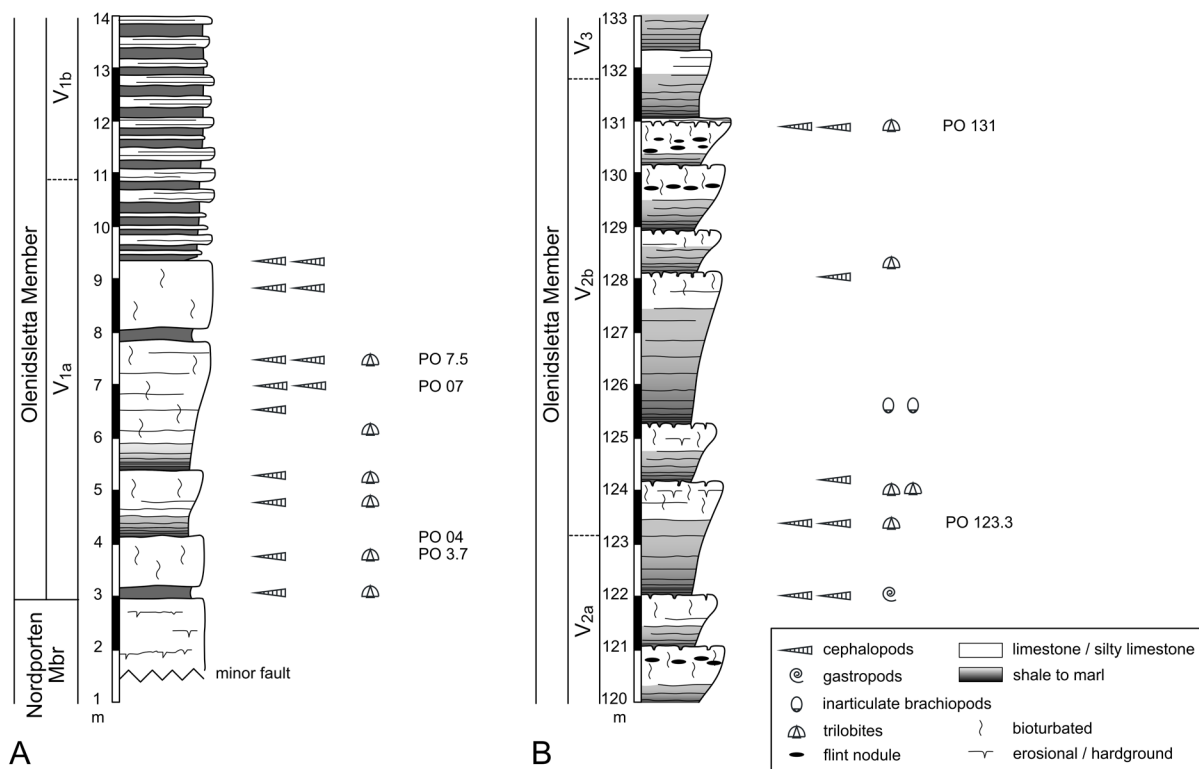 14
13
12
11
10
9
8
7
6
5
4
3
2
1
m
V1b
V1a
Olenidsletta Member
Nordporten
Mbr
PO 7.5
PO 07
PO 04
PO 3.7
minor fault
A
133
132
131
130
129
128
127
126
125
124
123
122
121
120
m
V3
V2b
V2a
Olenidsletta Member
PO 131
PO 123.3
B
cephalopods
gastropods
inarticulate brachiopods
trilobites
flint nodule
limestone / silty limestone
shale to marl
bioturbated
erosional / hardground